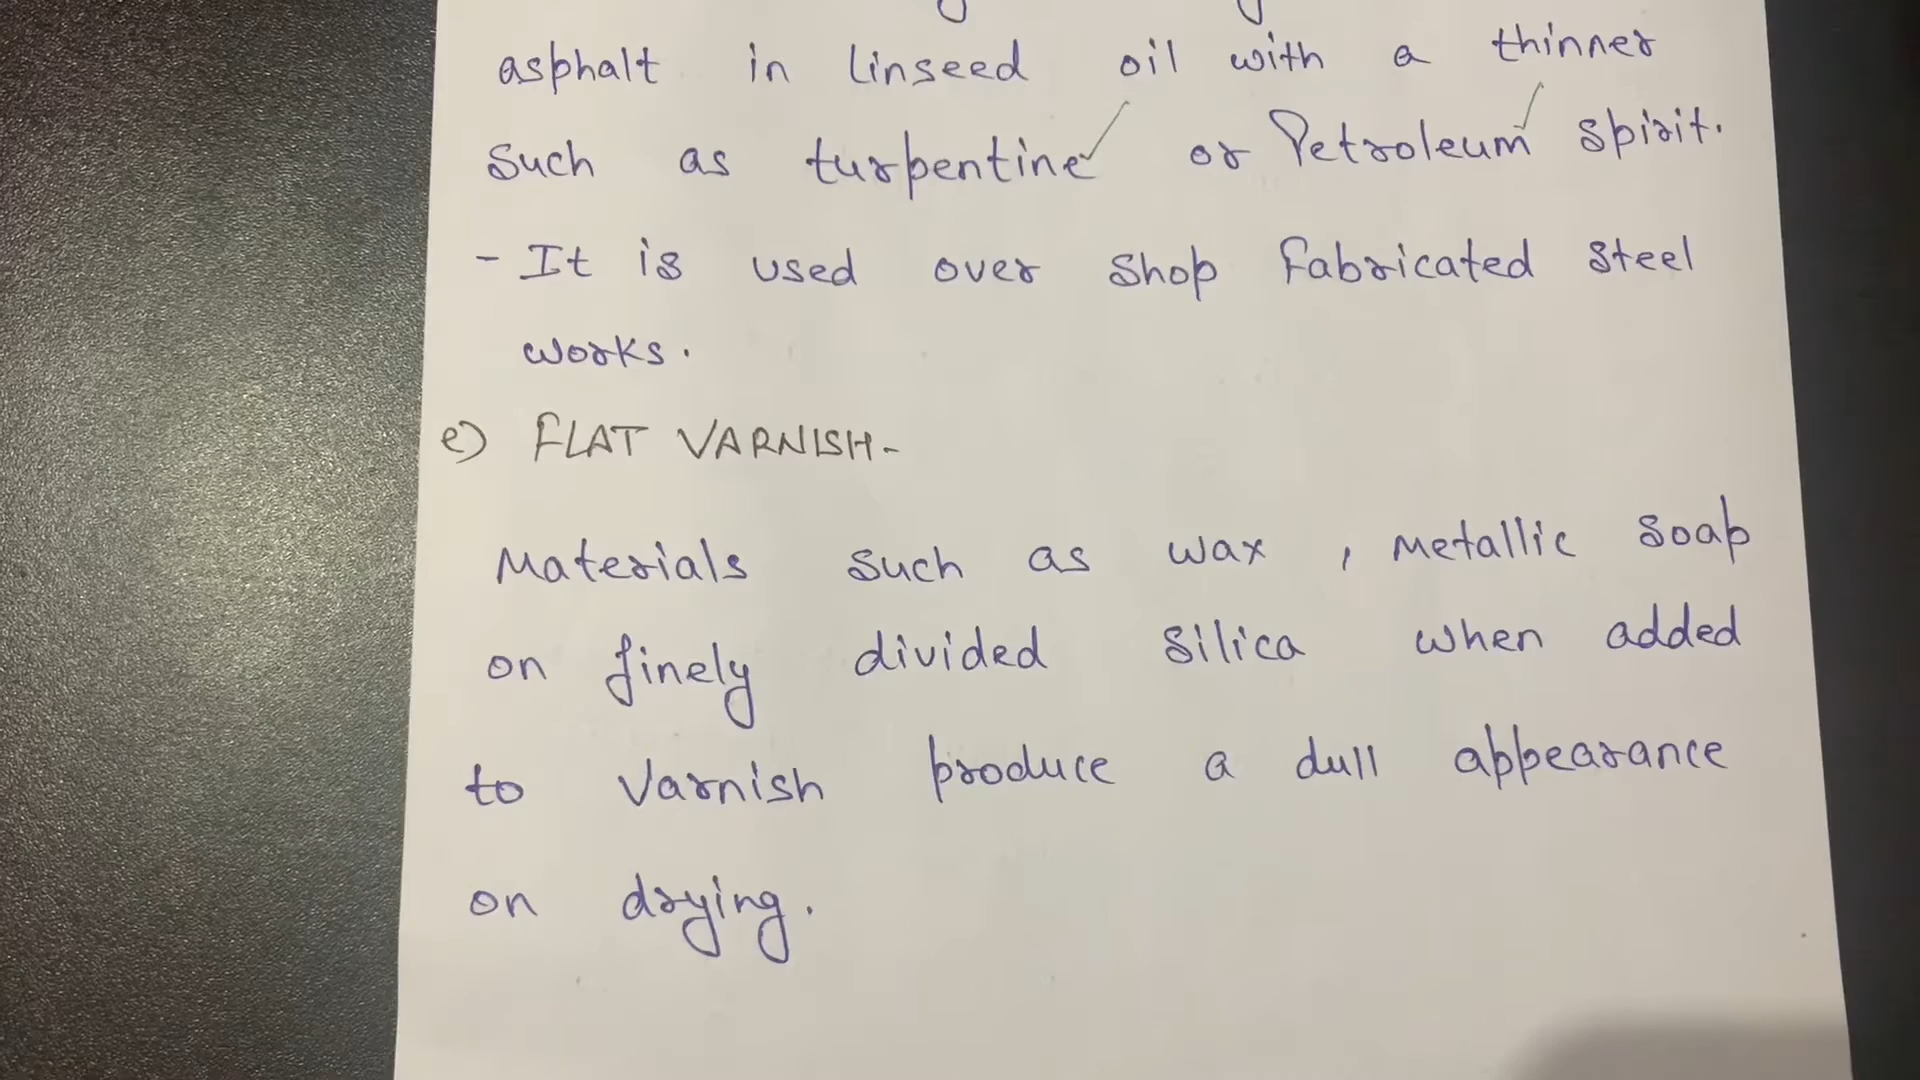 asphalt in linseed oil with a thinner
such as turpentine or Petroleum spirit.
- It is used over shop fabricated steel
works.
e) FLAT VARNISH-
Materials such as wax, metallic soap
on finely divided silica when added
to varnish produce a dull appearance
on drying.